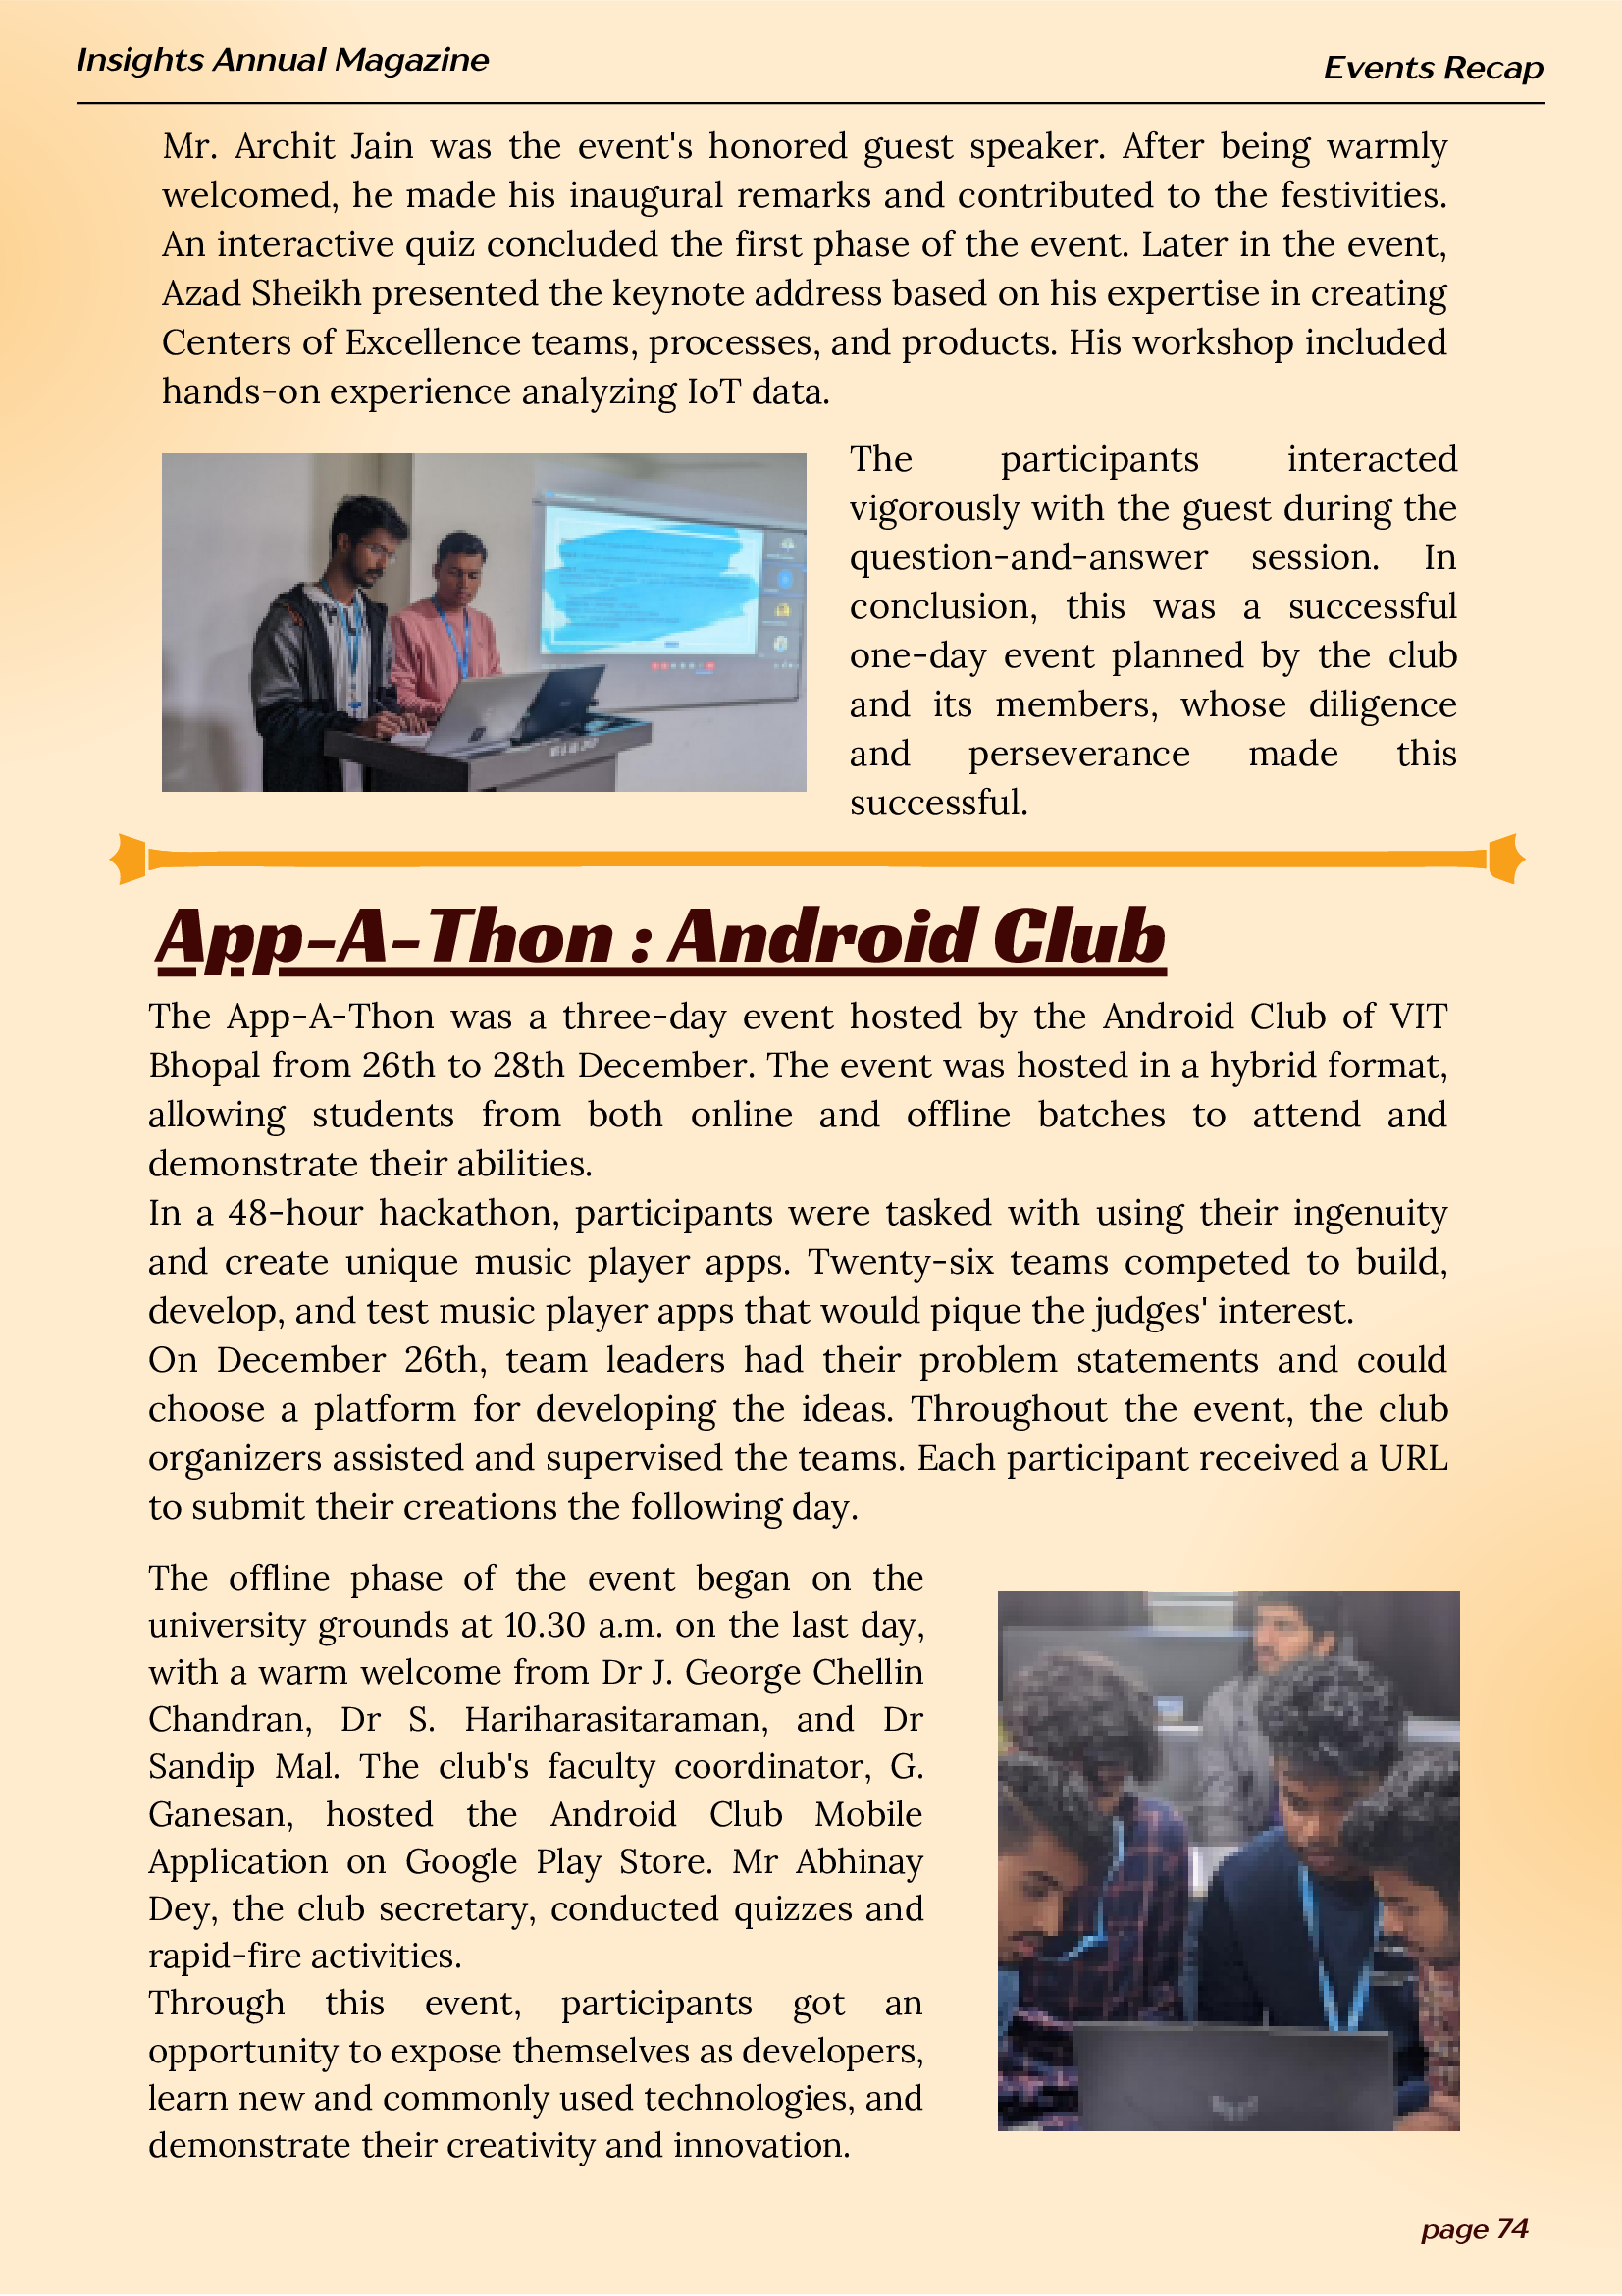 Insights Annual Magazine
Events Recap
Mr. Archit Jain was the event's honored guest speaker. After being warmly
welcomed, he made his inaugural remarks and contributed to the festivities.
An interactive quiz concluded the first phase of the event. Later in the event,
Azad Sheikh presented the keynote address based on his expertise in creating
Centers of Excellence teams, processes, and products. His workshop included
hands-on experience analyzing IoT data.
The participants interacted
vigorously with the guest during the
question-and-answer session. In
conclusion, this was a successful
one-day event planned by the club
and its members, whose diligence
and perseverance made this
successful.
App-A-Thon : Android Club
The App-A-Thon was a three-day event hosted by the Android Club of VIT
Bhopal from 26th to 28th December. The event was hosted in a hybrid format,
allowing students from both online and offline batches to attend and
demonstrate their abilities.
In a 48-hour hackathon, participants were tasked with using their ingenuity
and create unique music player apps. Twenty-six teams competed to build,
develop, and test music player apps that would pique the judges' interest.
On December 26th, team leaders had their problem statements and could
choose a platform for developing the ideas. Throughout the event, the club
organizers assisted and supervised the teams. Each participant received a URL
to submit their creations the following day.
The offline phase of the event began on the
university grounds at 10.30 a.m. on the last day,
with a warm welcome from Dr J. George Chellin
Chandran, Dr S. Hariharasitaraman, and Dr
Sandip Mal. The club's faculty coordinator, G.
Ganesan, hosted the Android Club Mobile
Application on Google Play Store. Mr Abhinay
Dey, the club secretary, conducted quizzes and
rapid-fire activities.
Through this event, participants got an
opportunity to expose themselves as developers,
learn new and commonly used technologies, and
demonstrate their creativity and innovation.
page 74